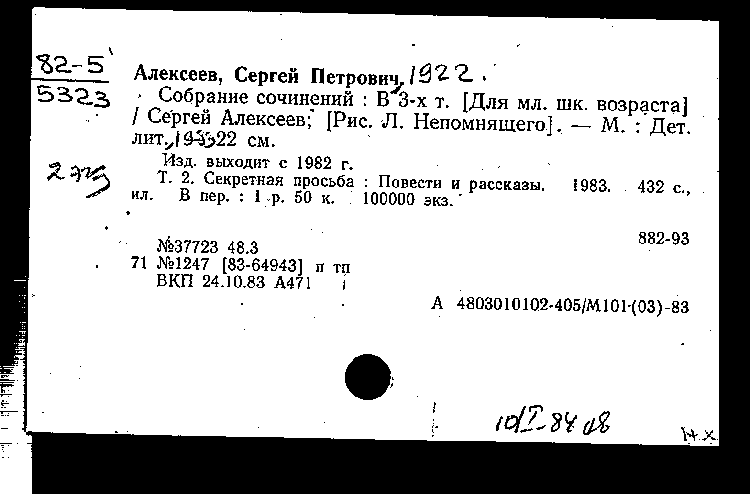 82-5
5323
Алексеев, Сергей Петрович, 1922.
Собрание сочинений : В 3-х т. [Для мл. шк. возраста]
/ Сергей Алексеев; [Рис. Л. Непомнящего]. — М. : Дет.
лит., 22 см.
Изд. выходит с 1982 г.
Т. 2. Секретная просьба : Повести и рассказы. 1983. 432 с.,
ил. В пер. : 1 р. 50 к. 100000 экз.
882-93
№37723 48.3
71 №1247 [83-64943] п тп
ВКП 24.10.83 А471
А 4803010102-405/М101-(03)-83
10/I-84